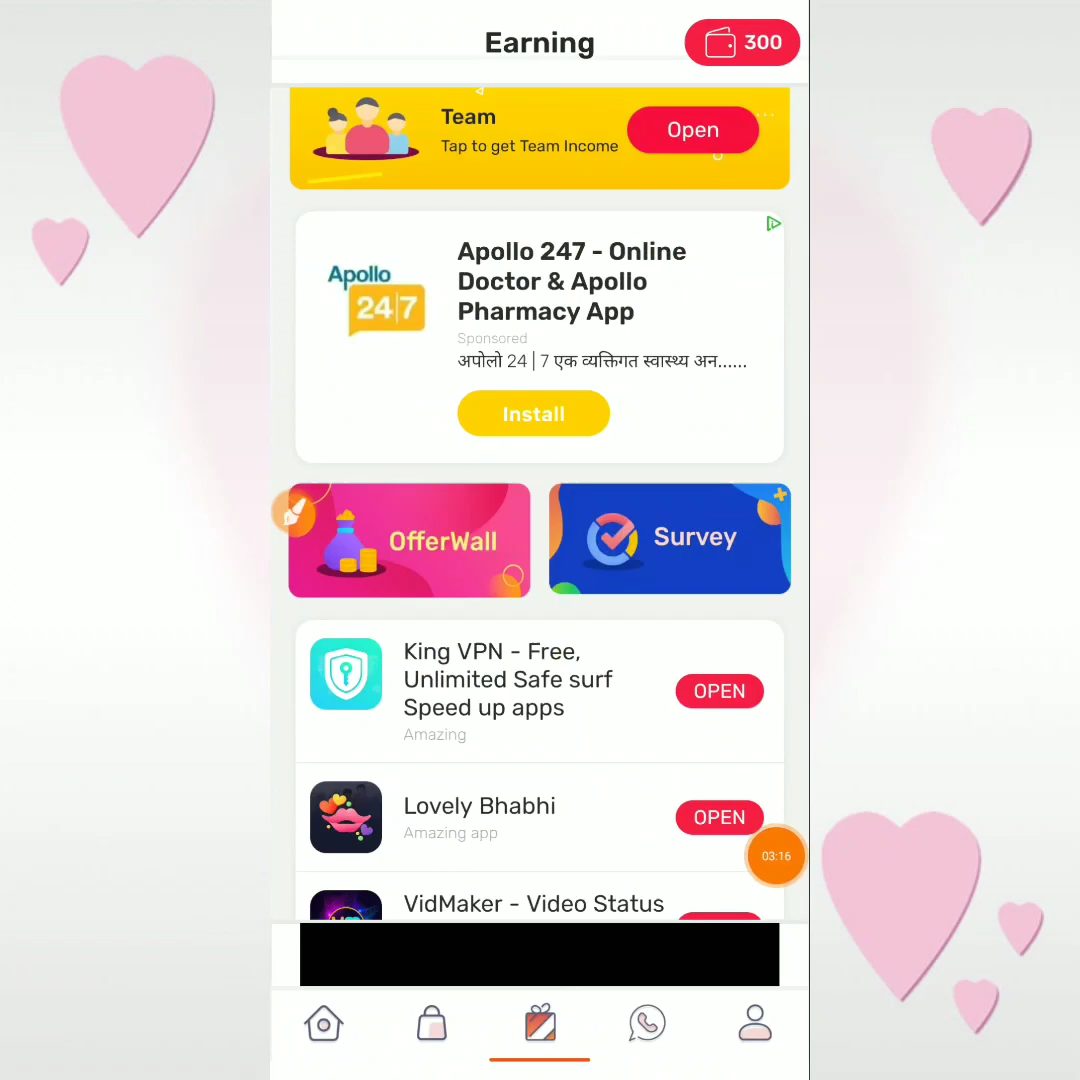 Earning
300
Team
Open
Tap to get Team Income
Apollo 247 - Online
Doctor & Apollo
Pharmacy App
Apollo
24|7
Sponsored
अपोलो 24 | 7 एक व्यक्तिगत स्वास्थ्य अन......
Install
OfferWall
Survey
King VPN - Free,
Unlimited Safe surf
Speed up apps
OPEN
Amazing
Lovely Bhabhi
OPEN
Amazing app
03:16
VidMaker - Video Status